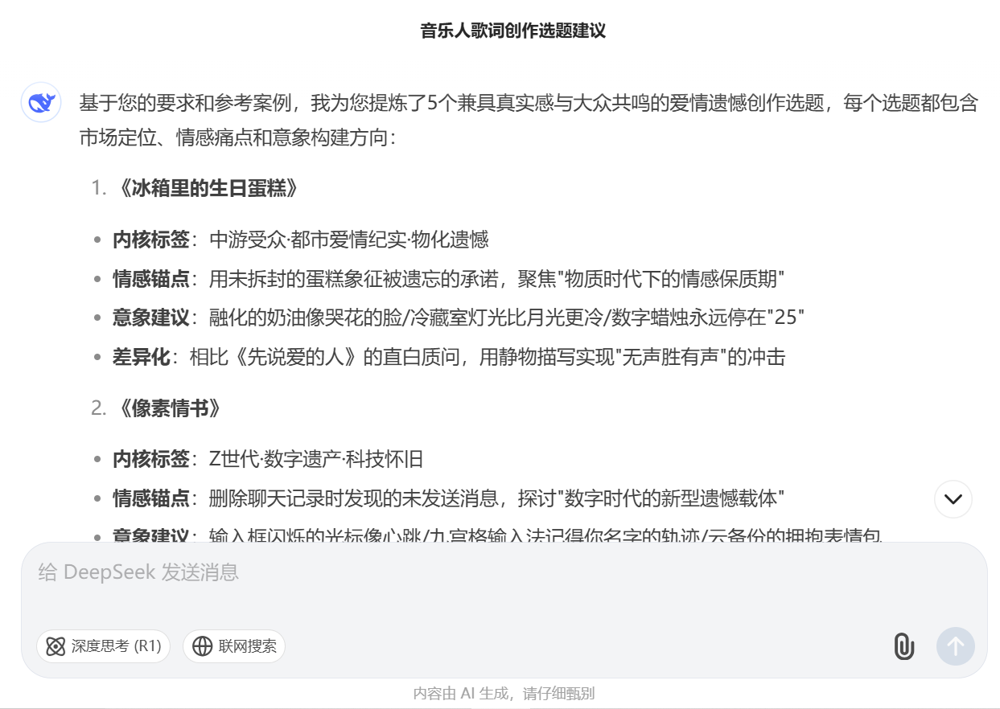 音乐人歌词创作选题建议
基于您的要求和参考案例，我为您提炼了5个兼具真实感与大众共鸣的爱情遗憾创作选题，每个选题都包含
市场定位、情感痛点和意象构建方向：
1. 《冰箱里的生日蛋糕》
• 内核标签：中游受众·都市爱情纪实·物化遗憾
• 情感锚点：用未拆封的蛋糕象征被遗忘的承诺，聚焦"物质时代下的情感保质期"
• 意象建议：融化的奶油像哭花的脸/冷藏室灯光比月光更冷/数字蜡烛永远停在"25"
• 差异化：相比《先说爱的人》的直白质问，用静物描写实现"无声胜有声"的冲击
2. 《像素情书》
• 内核标签：Z世代·数字遗产·科技怀旧
• 情感锚点：删除聊天记录时发现的未发送消息，探讨"数字时代的新型遗憾载体"
• 意象建议：输入框闪烁的光标像心跳/九宫格输入法记得你名字的轨迹/云备份的拥抱表情包
给 DeepSeek 发送消息
深度思考 (R1) 联网搜索
内容由 AI 生成，请仔细甄别